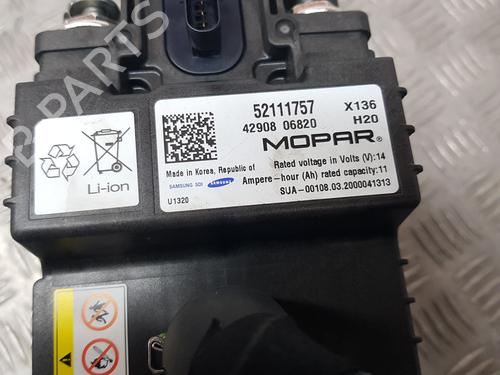 B-PARTS
52111757 X136
42908 06820 H20
MOPAR®
Li-ion
Made in Korea, Republic of
Rated voltage in Volts (V):14
SAMSUNG SDI SAMSUNG
Ampere-hour (Ah) rated capacity:11
U1320
SUA-00108.03.2000041313